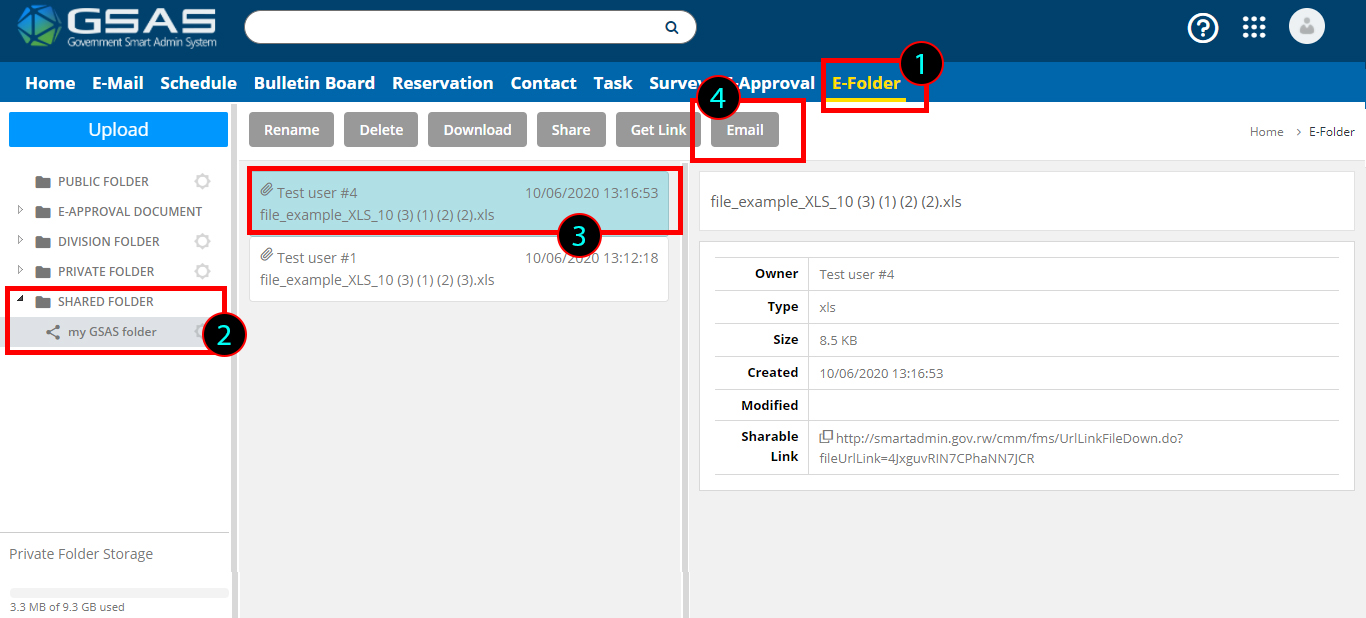 GSAS
Government Smart Admin System
Home E-Mail Schedule Bulletin Board Reservation Contact Task Survey E-Approval E-Folder
1
4
Upload
Rename Delete Download Share Get Link Email
Home > E-Folder
PUBLIC FOLDER
E-APPROVAL DOCUMENT
DIVISION FOLDER
PRIVATE FOLDER
SHARED FOLDER
my GSAS folder
2
Test user #4 10/06/2020 13:16:53
file_example_XLS_10 (3) (1) (2) (2).xls
3
Test user #1 10/06/2020 13:12:18
file_example_XLS_10 (3) (1) (2) (3).xls
file_example_XLS_10 (3) (1) (2) (2).xls
Owner Test user #4
Type xls
Size 8.5 KB
Created 10/06/2020 13:16:53
Modified
Sharable http://smartadmin.gov.rw/cmm/fms/UrlLinkFileDown.do?
Link fileUrlLink=4JxguvRIN7CPhaNN7JCR
Private Folder Storage
3.3 MB of 9.3 GB used